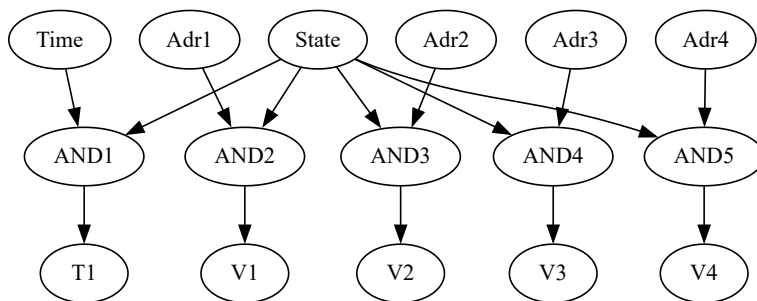 Time Adr1 State Adr2 Adr3 Adr4
AND1 AND2 AND3 AND4 AND5
T1 V1 V2 V3 V4